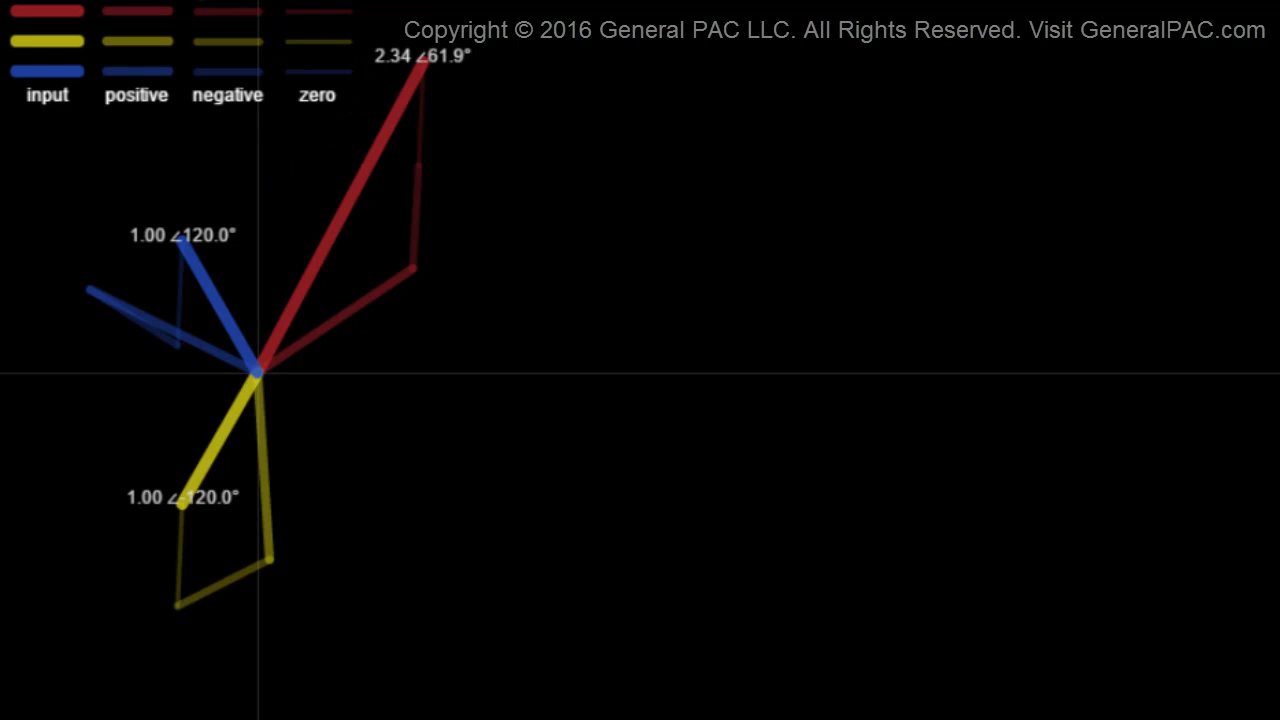 Copyright © 2016 General PAC LLC. All Rights Reserved. Visit GeneralPAC.com
2.34 ∠61.9°
input positive negative zero
1.00 ∠120.0°
1.00 ∠-120.0°